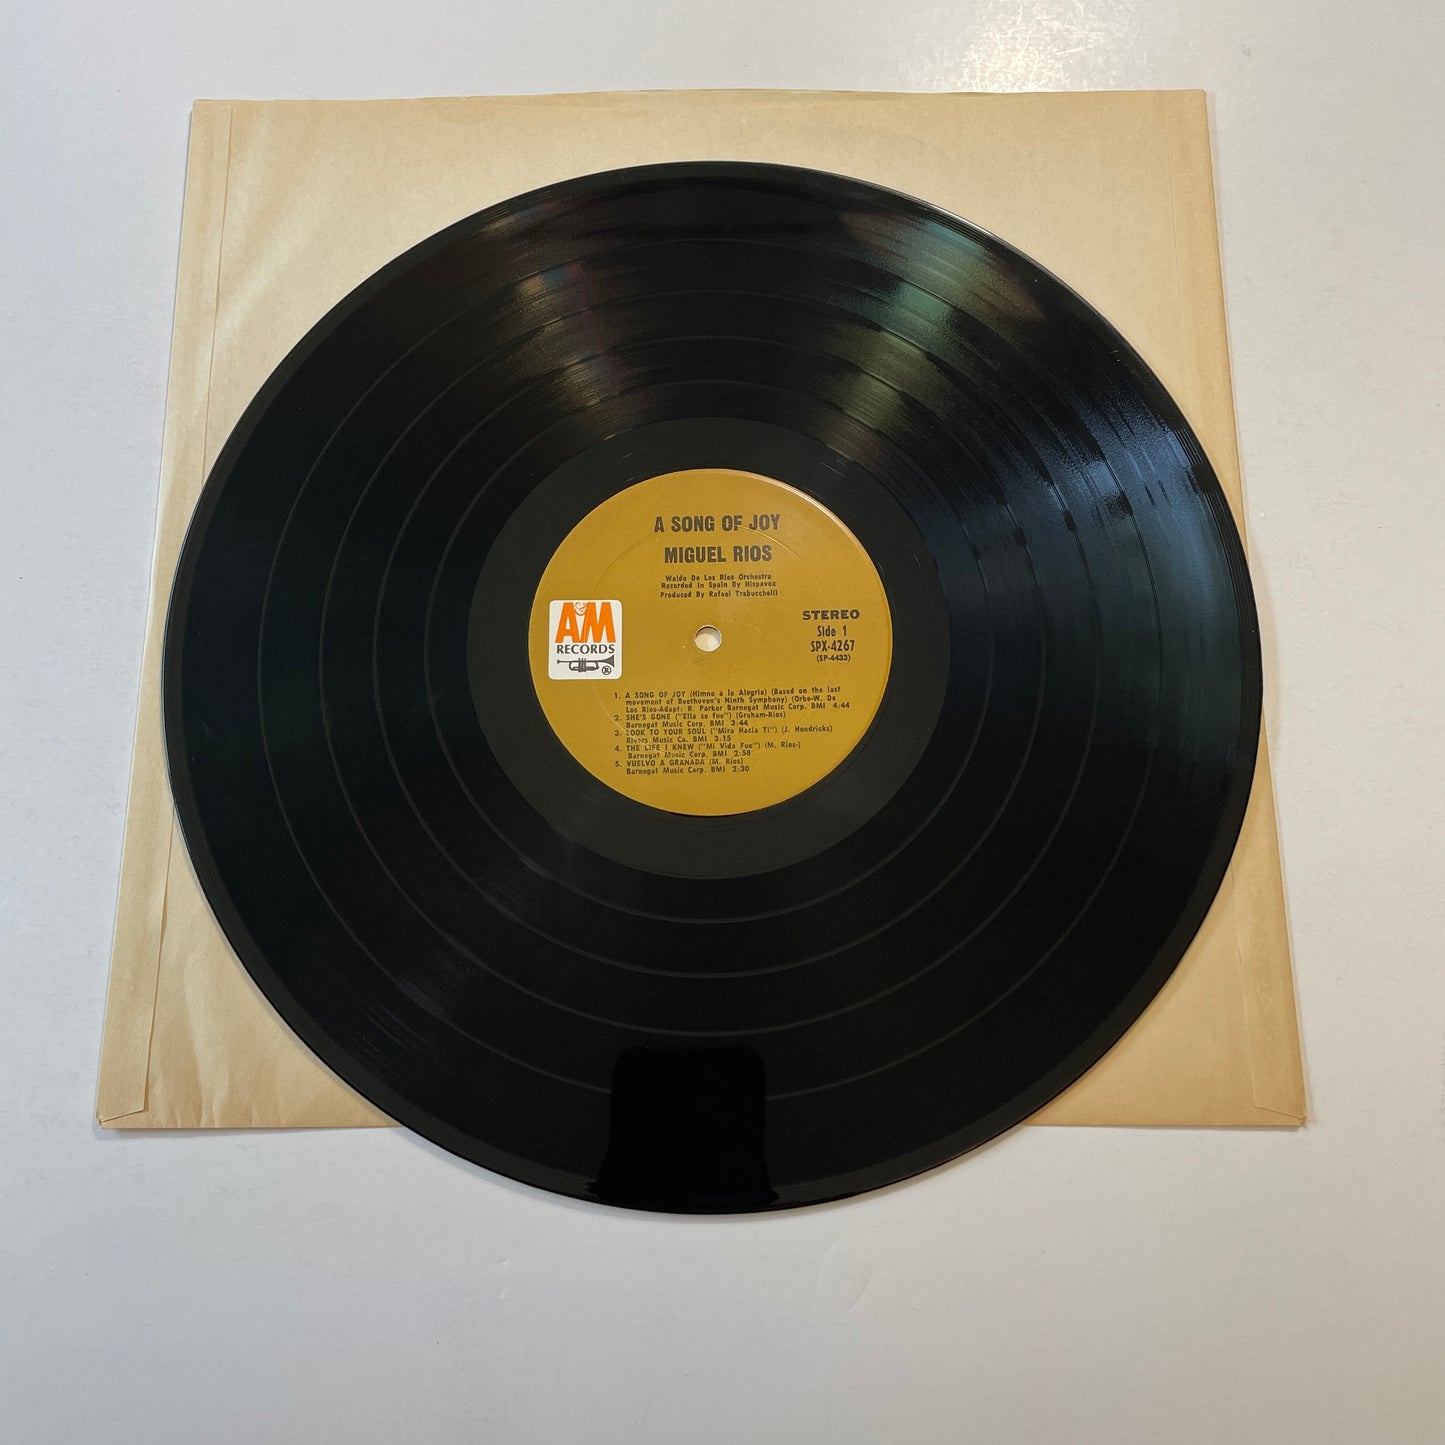 A SONG OF JOY
MIGUEL RIOS
Waldo De Los Rios Orchestra
Recorded In Spain By Hispavox
Produced By Rafael Trabucchelli
A&M
RECORDS
®
STEREO
Side 1
SPX-4267
(SP-4433)
1. A SONG OF JOY (Himno a la Alegria) (Based on the last
movement of Beethoven's Ninth Symphony) (Orbe-W. De
Los Rios-Adapt: R. Parker Barnegat Music Corp. BMI 4:44
2. SHE'S GONE ("Ella se fue") (Graham-Rios)
Barnegat Music Corp. BMI 3:44
3. LOOK TO YOUR SOUL ("Mira Hacia Ti") (J. Hendricks)
Rivers Music Co. BMI 3:15
4. THE LIFE I KNEW ("Mi Vida Fue") (M. Rios-)
Barnegat Music Corp. BMI 2:58
5. VUELVO A GRANADA (M. Rios)
Barnegat Music Corp. BMI 2:30